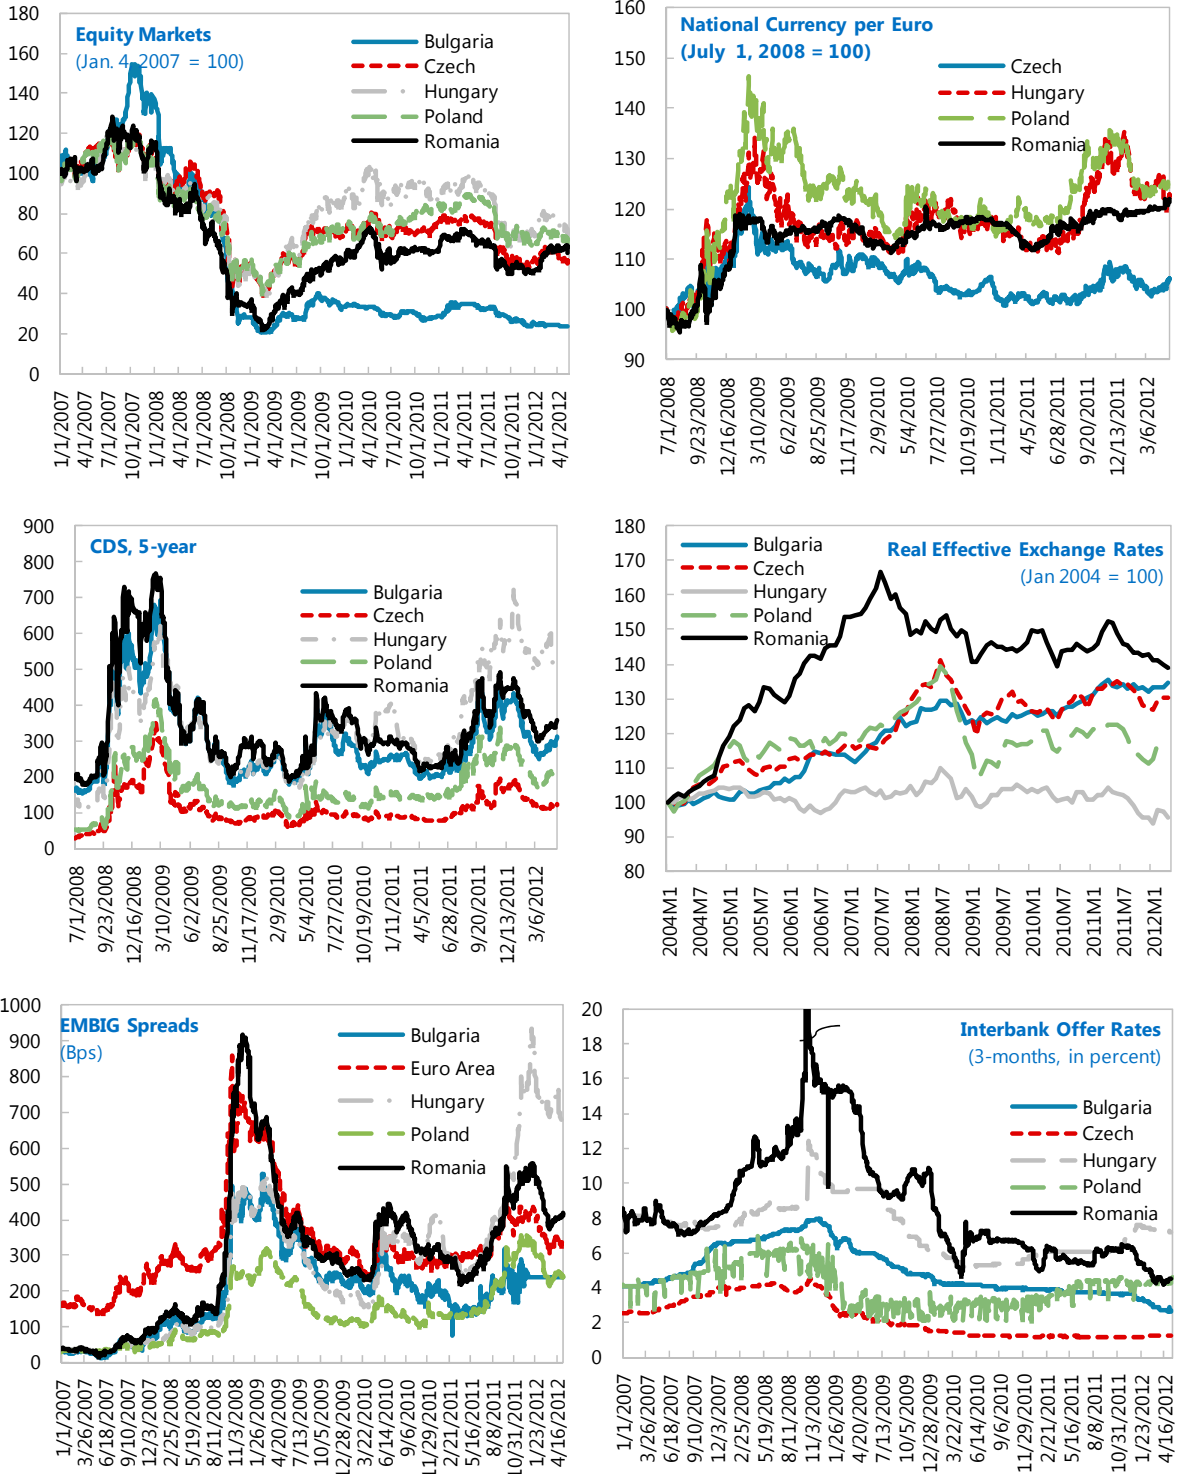 Equity Markets
(Jan. 4, 2007 = 100)
Bulgaria
Czech
Hungary
Poland
Romania
180
160
140
120
100
80
60
40
20
0
1/1/2007
4/1/2007
7/1/2007
10/1/2007
1/1/2008
4/1/2008
7/1/2008
10/1/2008
1/1/2009
4/1/2009
7/1/2009
10/1/2009
1/1/2010
4/1/2010
7/1/2010
10/1/2010
1/1/2011
4/1/2011
7/1/2011
10/1/2011
1/1/2012
4/1/2012
National Currency per Euro
(July 1, 2008 = 100)
Czech
Hungary
Poland
Romania
160
150
140
130
120
110
100
90
7/1/2008
9/23/2008
12/16/2008
3/10/2009
6/2/2009
8/25/2009
11/17/2009
2/9/2010
5/4/2010
7/27/2010
10/19/2010
1/11/2011
4/5/2011
6/28/2011
9/20/2011
12/13/2011
3/6/2012
CDS, 5-year
Bulgaria
Czech
Hungary
Poland
Romania
900
800
700
600
500
400
300
200
100
0
7/1/2008
9/23/2008
12/16/2008
3/10/2009
6/2/2009
8/25/2009
11/17/2009
2/9/2010
5/4/2010
7/27/2010
10/19/2010
1/11/2011
4/5/2011
6/28/2011
9/20/2011
12/13/2011
3/6/2012
Real Effective Exchange Rates
(Jan 2004 = 100)
Bulgaria
Czech
Hungary
Poland
Romania
180
170
160
150
140
130
120
110
100
90
80
2004M1
2004M7
2005M1
2005M7
2006M1
2006M7
2007M1
2007M7
2008M1
2008M7
2009M1
2009M7
2010M1
2010M7
2011M1
2011M7
2012M1
EMBIG Spreads
(Bps)
Bulgaria
Euro Area
Hungary
Poland
Romania
1000
900
800
700
600
500
400
300
200
100
0
1/1/2007
3/26/2007
6/18/2007
9/10/2007
12/3/2007
2/25/2008
5/19/2008
8/11/2008
11/3/2008
1/26/2009
4/20/2009
7/13/2009
10/5/2009
12/28/2009
3/22/2010
6/14/2010
9/6/2010
11/29/2010
2/21/2011
5/16/2011
8/8/2011
10/31/2011
1/23/2012
4/16/2012
Interbank Offer Rates
(3-months, in percent)
Bulgaria
Czech
Hungary
Poland
Romania
20
18
16
14
12
10
8
6
4
2
0
1/1/2007
3/26/2007
6/18/2007
9/10/2007
12/3/2007
2/25/2008
5/19/2008
8/11/2008
11/3/2008
1/26/2009
4/20/2009
7/13/2009
10/5/2009
12/28/2009
3/22/2010
6/14/2010
9/6/2010
11/29/2010
2/21/2011
5/16/2011
8/8/2011
10/31/2011
1/23/2012
4/16/2012